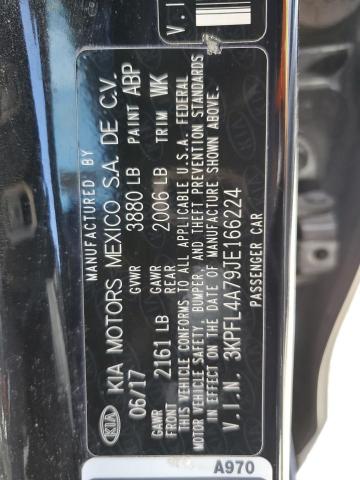 MANUFACTURED BY
KIA KIA MOTORS MEXICO S.A. DE C.V.
06/17 GVWR 3880 LB PAINT ABP
GAWR FRONT 2161 LB GAWR REAR 2006 LB TRIM WK
THIS VEHICLE CONFORMS TO ALL APPLICABLE U.S.A. FEDERAL
MOTOR VEHICLE SAFETY, BUMPER, AND THEFT PREVENTION STANDARDS
IN EFFECT ON THE DATE OF MANUFACTURE SHOWN ABOVE.
V.I.N. 3KPFL4A79JE166224
PASSENGER CAR
V.I
A970